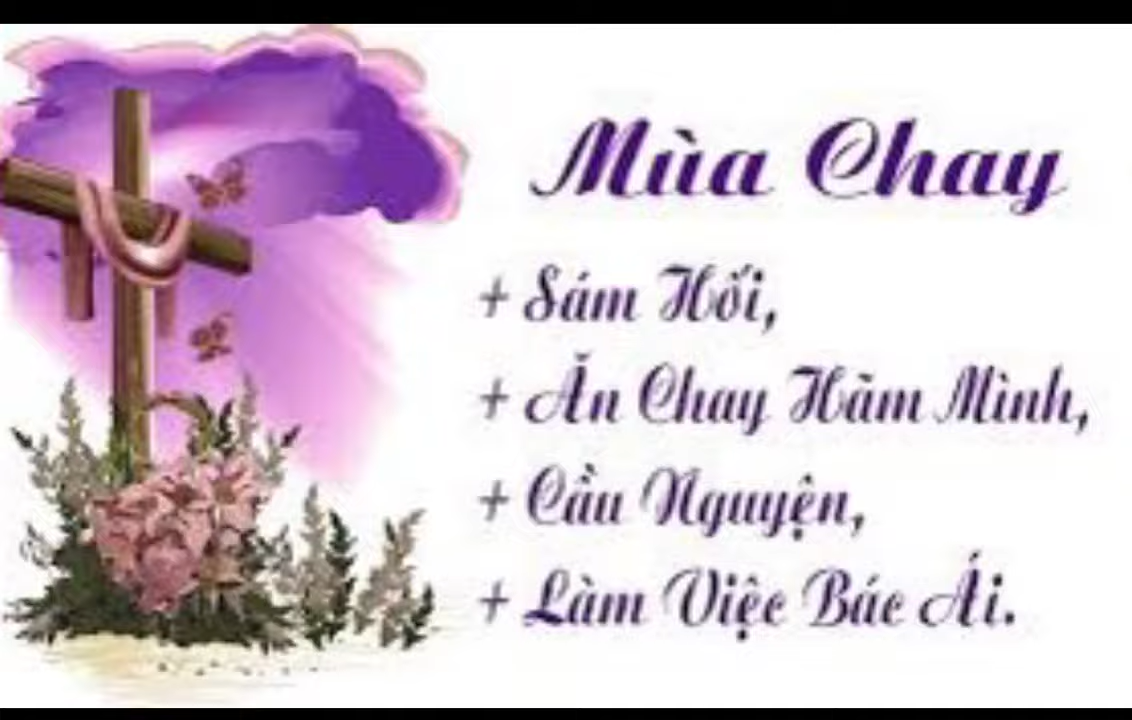 Mùa Chay
+ Sám Hối,
+ Ăn Chay Hãm Mình,
+ Cầu Nguyện,
+ Làm Việc Bác Ái.